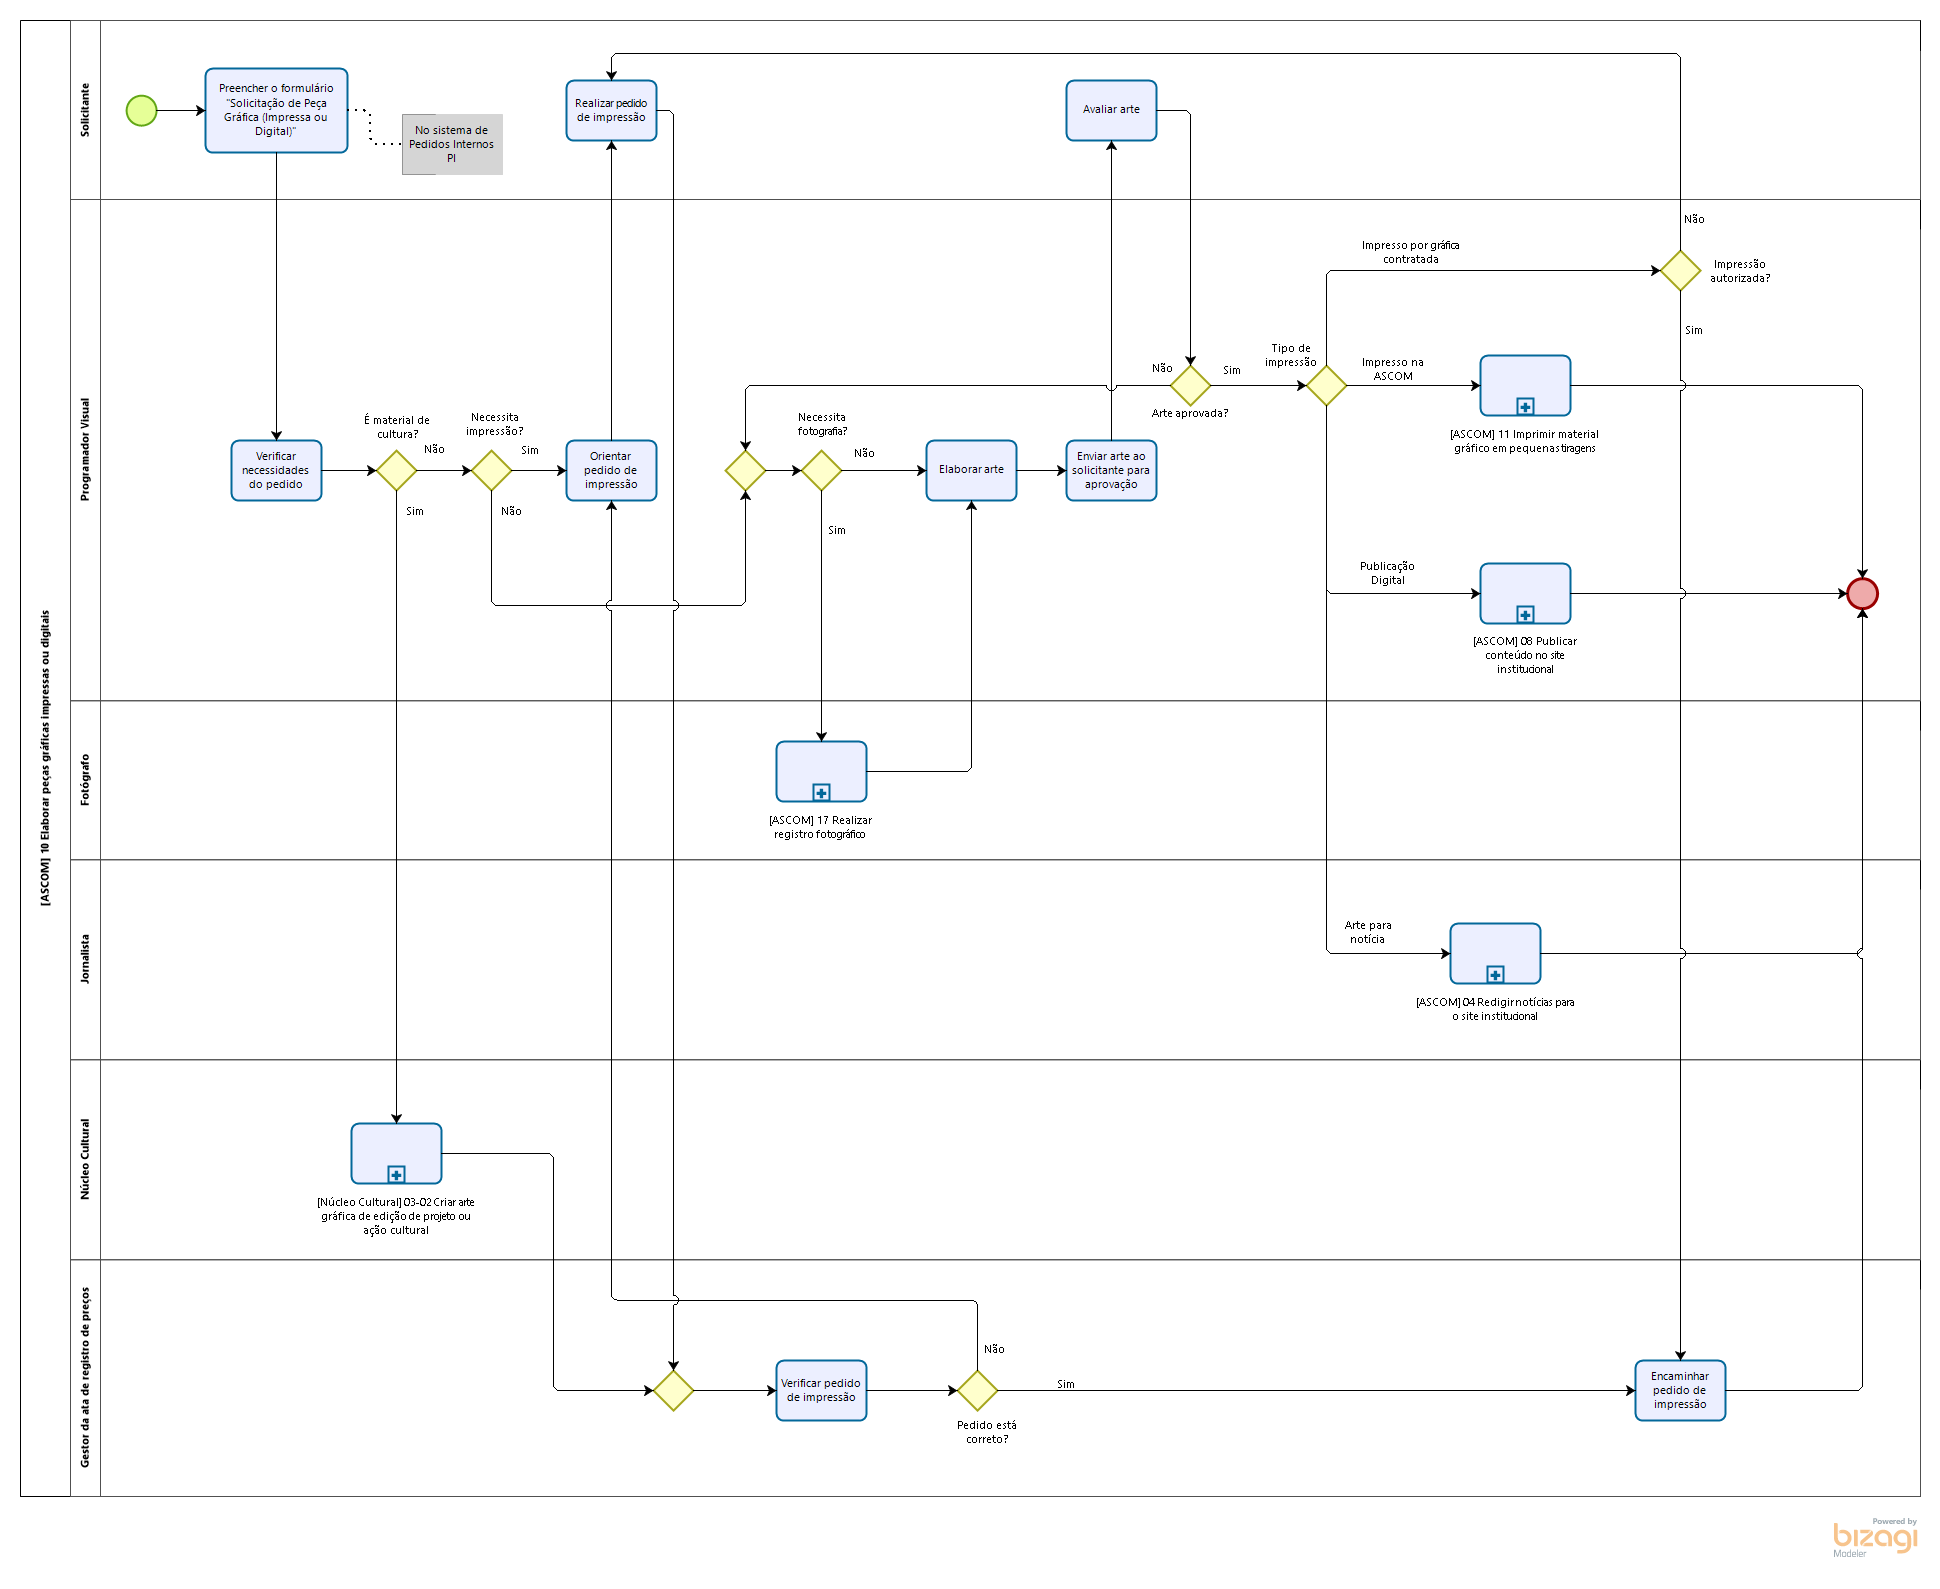 [ASCOM] 10 Elaborar peças gráficas impressas ou digitais
Solicitante
Preencher o formulário
"Solicitação de Peça
Gráfica (Impressa ou
Digital)"
No sistema de
Pedidos Internos
PI
Realizar pedido
de impressão
Avaliar arte
Programador Visual
Verificar
necessidades
do pedido
É material de
cultura?
Não
Sim
Necessita
impressão?
Sim
Não
Orientar
pedido de
impressão
Necessita
fotografia?
Não
Sim
Elaborar arte
Enviar arte ao
solicitante para
aprovação
Não
Sim
Arte aprovada?
Tipo de
impressão
Impresso por gráfica
contratada
Não
Impressão
autorizada?
Sim
Impresso na
ASCOM
[ASCOM] 11 Imprimir material
gráfico em pequenas tiragens
Publicação
Digital
[ASCOM] 08 Publicar
conteúdo no site
institucional
Fotógrafo
[ASCOM] 17 Realizar
registro fotográfico
Jornalista
Arte para
notícia
[ASCOM] 04 Redigir notícias para
o site institucional
Núcleo Cultural
[Núcleo Cultural] 03-02 Criar arte
gráfica de edição de projeto ou
ação cultural
Gestor da ata de registro de preços
Verificar pedido
de impressão
Não
Sim
Pedido está
correto?
Encaminhar
pedido de
impressão
Powered by
bizagi
Modeler